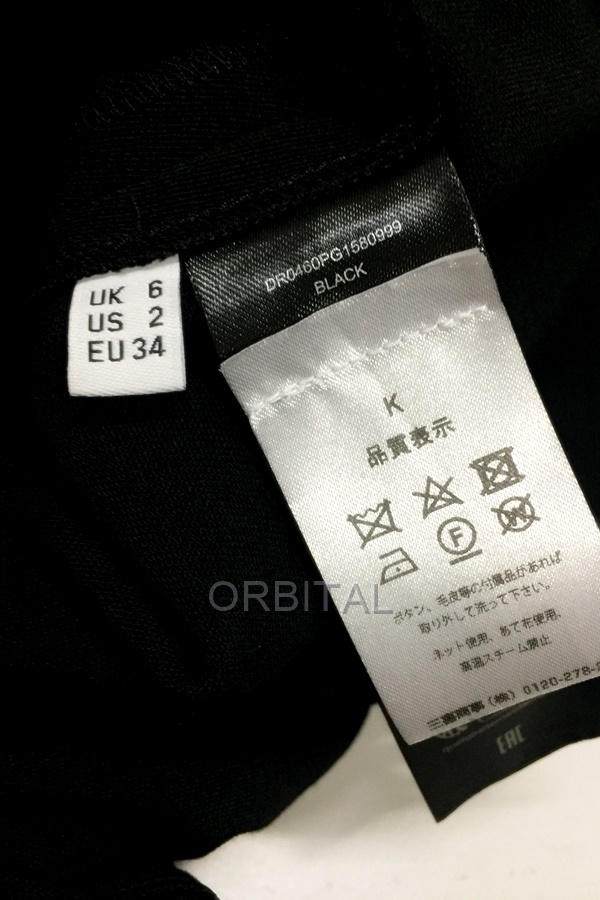 UK 6
US 2
EU 34
DR0460PG1580999
BLACK
K
品質表示
F
W
ORBITAL
ボタン、毛皮等の付属品があれば
取り外して洗って下さい。
ネット使用、あて布使用、
高温スチーム禁止
三喜商事（株）0120-278-
EAC